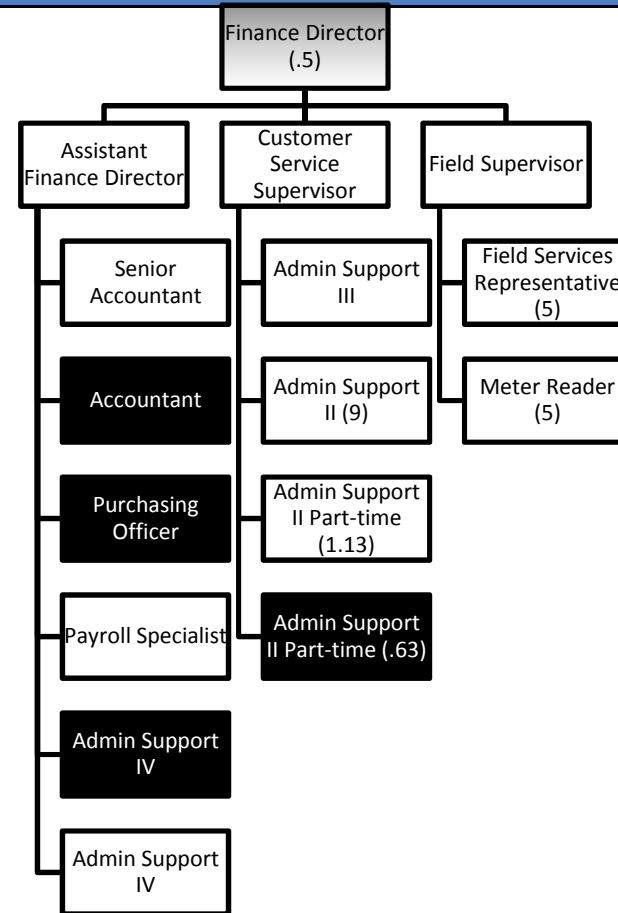 Finance Director
(.5)
Assistant
Finance Director
Customer
Service
Supervisor
Field Supervisor
Senior
Accountant
Accountant
Purchasing
Officer
Payroll Specialist
Admin Support
IV
Admin Support
IV
Admin Support
III
Admin Support
II (9)
Admin Support
II Part-time
(1.13)
Admin Support
II Part-time (.63)
Field Services
Representative
(5)
Meter Reader
(5)